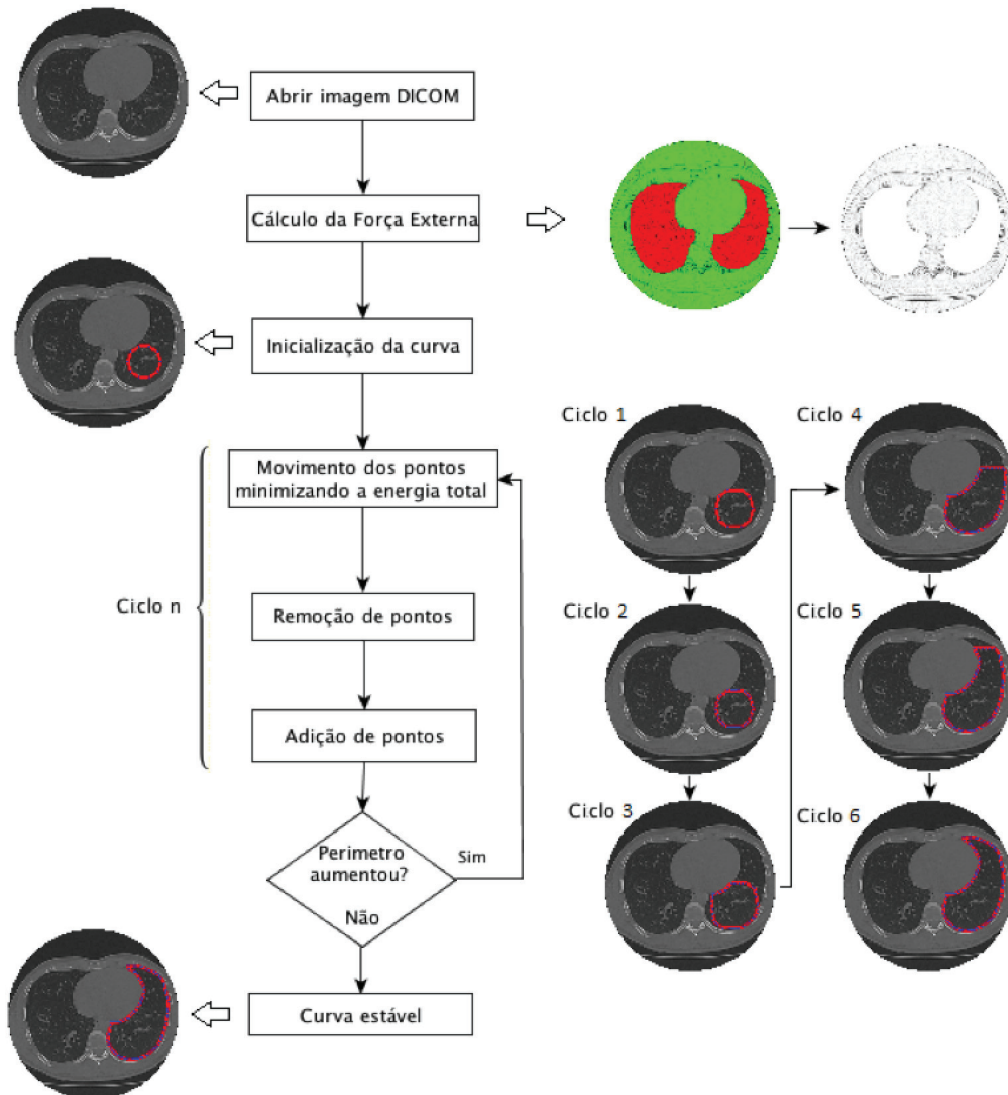 Abrir imagem DICOM
Cálculo da Força Externa
Inicialização da curva
Ciclo n
Movimento dos pontos
minimizando a energia total
Remoção de pontos
Adição de pontos
Perimetro
aumentou?
Sim
Não
Curva estável
Ciclo 1
Ciclo 2
Ciclo 3
Ciclo 4
Ciclo 5
Ciclo 6